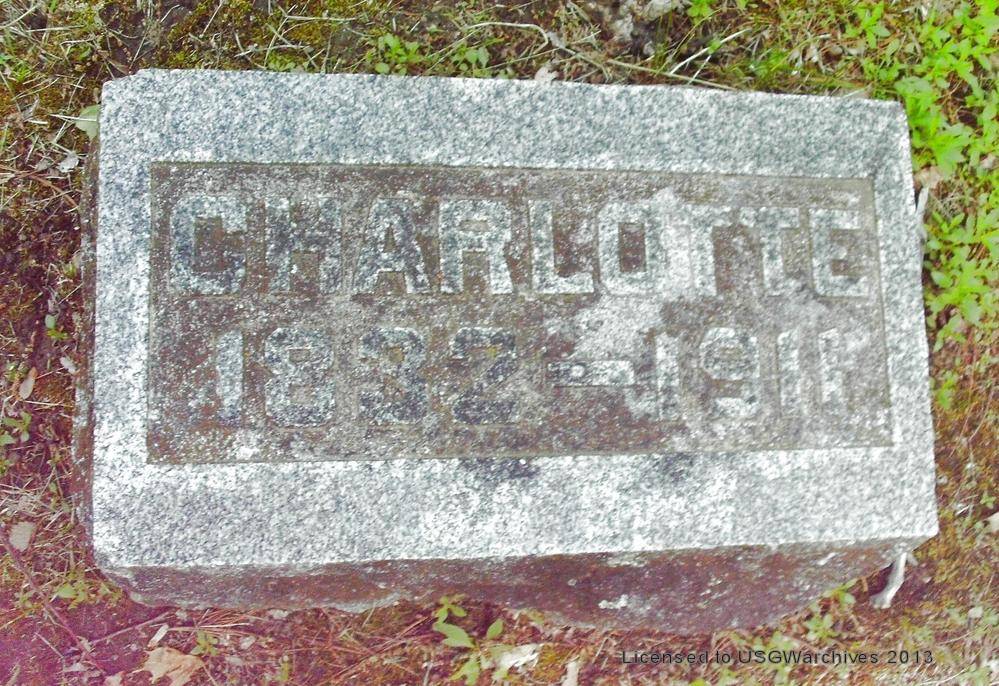 CHARLOTTE
1832-1911
Licensed to USGWarchives 2013